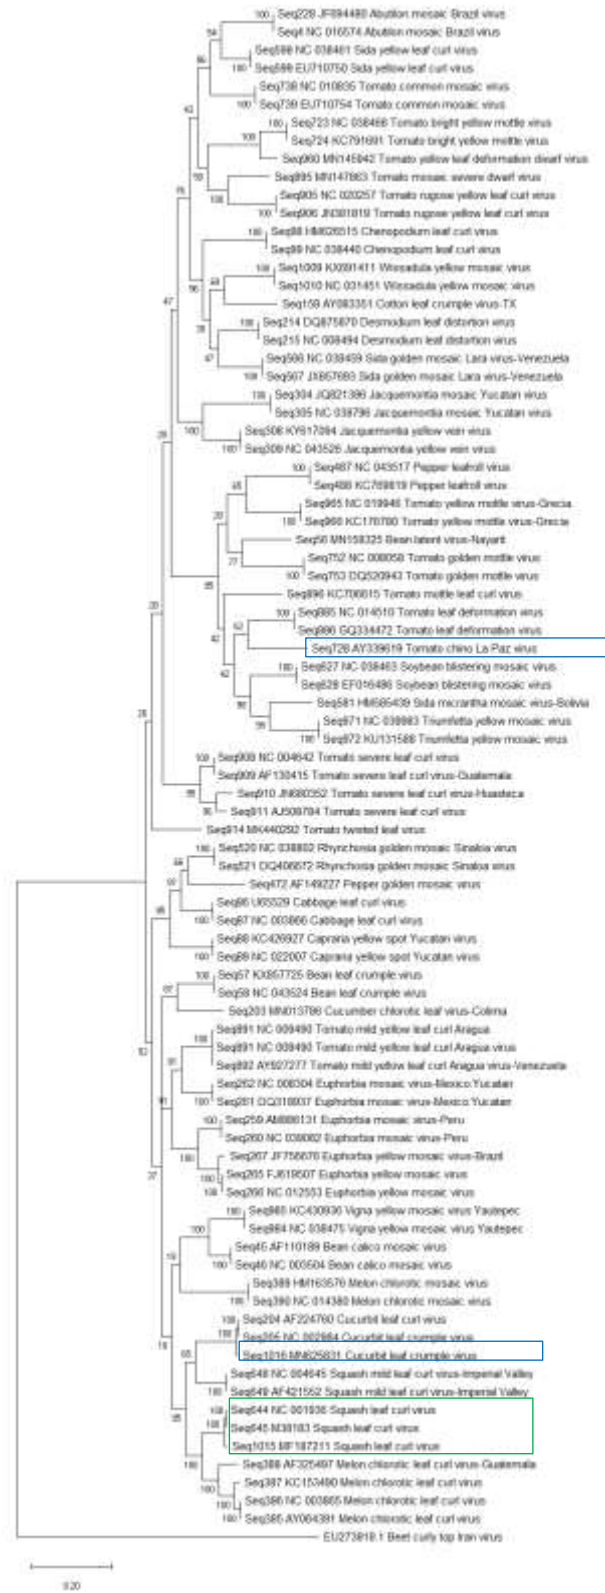 Seq228 JF694480 Abutilon mosaic Brazil virus
Seq4 NC 016574 Abutilon mosaic Brazil virus
Sida yellow leaf curl virus
EU710750 Sida yellow leaf curl virus
Seq738 NC 010835 Tomato common mosaic virus
Seq739 EU710754 Tomato common mosaic virus
Seq723 NC 038468 Tomato bright yellow mottle virus
Seq724 KC791691 Tomato bright yellow mottle virus
Seq960 MN145942 Tomato yellow leaf deformation dwarf virus
Seq895 MN147863 Tomato mosaic severe dwarf virus
Seq905 NC 020257 Tomato rugose yellow leaf curl virus
Seq906 JN381819 Tomato rugose yellow leaf curl virus
Seq98 HM626515 Chenopodium leaf curl virus
Seq99 NC 038440 Chenopodium leaf curl virus
Seq1009 KX691411 Wissadula yellow mosaic virus
Seq1010 NC 031451 Wissadula yellow mosaic virus
Seq159 AY083351 Cotton leaf crumple virus-TX
Seq214 DQ875870 Desmodium leaf distortion virus
Seq215 NC 008494 Desmodium leaf distortion virus
NC 038459 Sida golden mosaic Lara virus-Venezuela
Seq567 JX857693 Sida golden mosaic Lara virus-Venezuela
Seq304 JQ821386 Jacquemontia mosaic Yucatan virus
Seq305 NC 038796 Jacquemontia mosaic Yucatan virus
Seq308 KY617094 Jacquemontia yellow vein virus
Seq309 NC 043526 Jacquemontia yellow vein virus
Seq487 NC 043517 Pepper leafroll virus
Seq488 KC769819 Pepper leafroll virus
Seq965 NC 019946 Tomato yellow mottle virus-Grecia
Seq966 KC176780 Tomato yellow mottle virus-Grecia
Seq56 MN158325 Bean latent virus-Nayarit
Seq752 NC 008058 Tomato golden mottle virus
Seq753 DQ520943 Tomato golden mottle virus
Seq896 KC706615 Tomato mottle leaf curl virus
Seq885 NC 014510 Tomato leaf deformation virus
Seq886 GQ334472 Tomato leaf deformation virus
Seq728 AY339619 Tomato chino La Paz virus
Seq627 NC 038463 Soybean blistering mosaic virus
Seq628 EF016486 Soybean blistering mosaic virus
Seq581 HM585439 Sida micrantha mosaic virus-Bolivia
Seq971 NC 038983 Triumfetta yellow mosaic virus
Seq972 KU131588 Triumfetta yellow mosaic virus
Seq908 NC 004642 Tomato severe leaf curl virus
Seq909 AF130415 Tomato severe leaf curl virus-Guatemala
Seq910 JN680352 Tomato severe leaf curl virus-Huasteca
Seq911 AJ508784 Tomato severe leaf curl virus
Seq914 MK440292 Tomato twisted leaf virus
Seq520 NC 038802 Rhynchosia golden mosaic Sinaloa virus
Seq521 DQ406672 Rhynchosia golden mosaic Sinaloa virus
Seq472 AF149227 Pepper golden mosaic virus
Seq86 U65529 Cabbage leaf curl virus
Seq87 NC 003866 Cabbage leaf curl virus
Seq88 KC426927 Capraria yellow spot Yucatan virus
Seq89 NC 022007 Capraria yellow spot Yucatan virus
Seq57 KX857725 Bean leaf crumple virus
Seq58 NC 043524 Bean leaf crumple virus
Seq203 MN013786 Cucumber chlorotic leaf virus-Colima
Seq891 NC 009490 Tomato mild yellow leaf curl Aragua
Seq891 NC 009490 Tomato mild yellow leaf curl Aragua virus
Seq892 AY927277 Tomato mild yellow leaf curl Aragua virus-Venezuela
Seq262 NC 008304 Euphorbia mosaic virus-Mexico:Yucatan
Seq261 DQ318937 Euphorbia mosaic virus-Mexico:Yucatan
Seq259 AM886131 Euphorbia mosaic virus-Peru
Seq260 NC 039062 Euphorbia mosaic virus-Peru
Seq267 JF756676 Euphorbia yellow mosaic virus-Brazil
Seq265 FJ619507 Euphorbia yellow mosaic virus
Seq266 NC 012553 Euphorbia yellow mosaic virus
KC430936 Vigna yellow mosaic virus Yautepec
Seq984 NC 038475 Vigna yellow mosaic virus Yautepec
Seq45 AF110189 Bean calico mosaic virus
Seq46 NC 003504 Bean calico mosaic virus
Seq389 HM163576 Melon chlorotic mosaic virus
Seq390 NC 014380 Melon chlorotic mosaic virus
Seq204 AF224760 Cucurbit leaf curl virus
Seq205 NC 002984 Cucurbit leaf crumple virus
Seq1016 MN625831 Cucurbit leaf crumple virus
Seq648 NC 004645 Squash mild leaf curl virus-Imperial Valley
Seq649 AF421552 Squash mild leaf curl virus-Imperial Valley
Seq644 NC 001936 Squash leaf curl virus
Seq645 M38183 Squash leaf curl virus
Seq1015 MF187211 Squash leaf curl virus
Seq388 AF325497 Melon chlorotic leaf curl virus-Guatemala
Seq387 KC153490 Melon chlorotic leaf curl virus
Seq386 NC 003865 Melon chlorotic leaf curl virus
Seq385 AY064391 Melon chlorotic leaf curl virus
EU273818.1 Beet curly top Iran virus
0.20